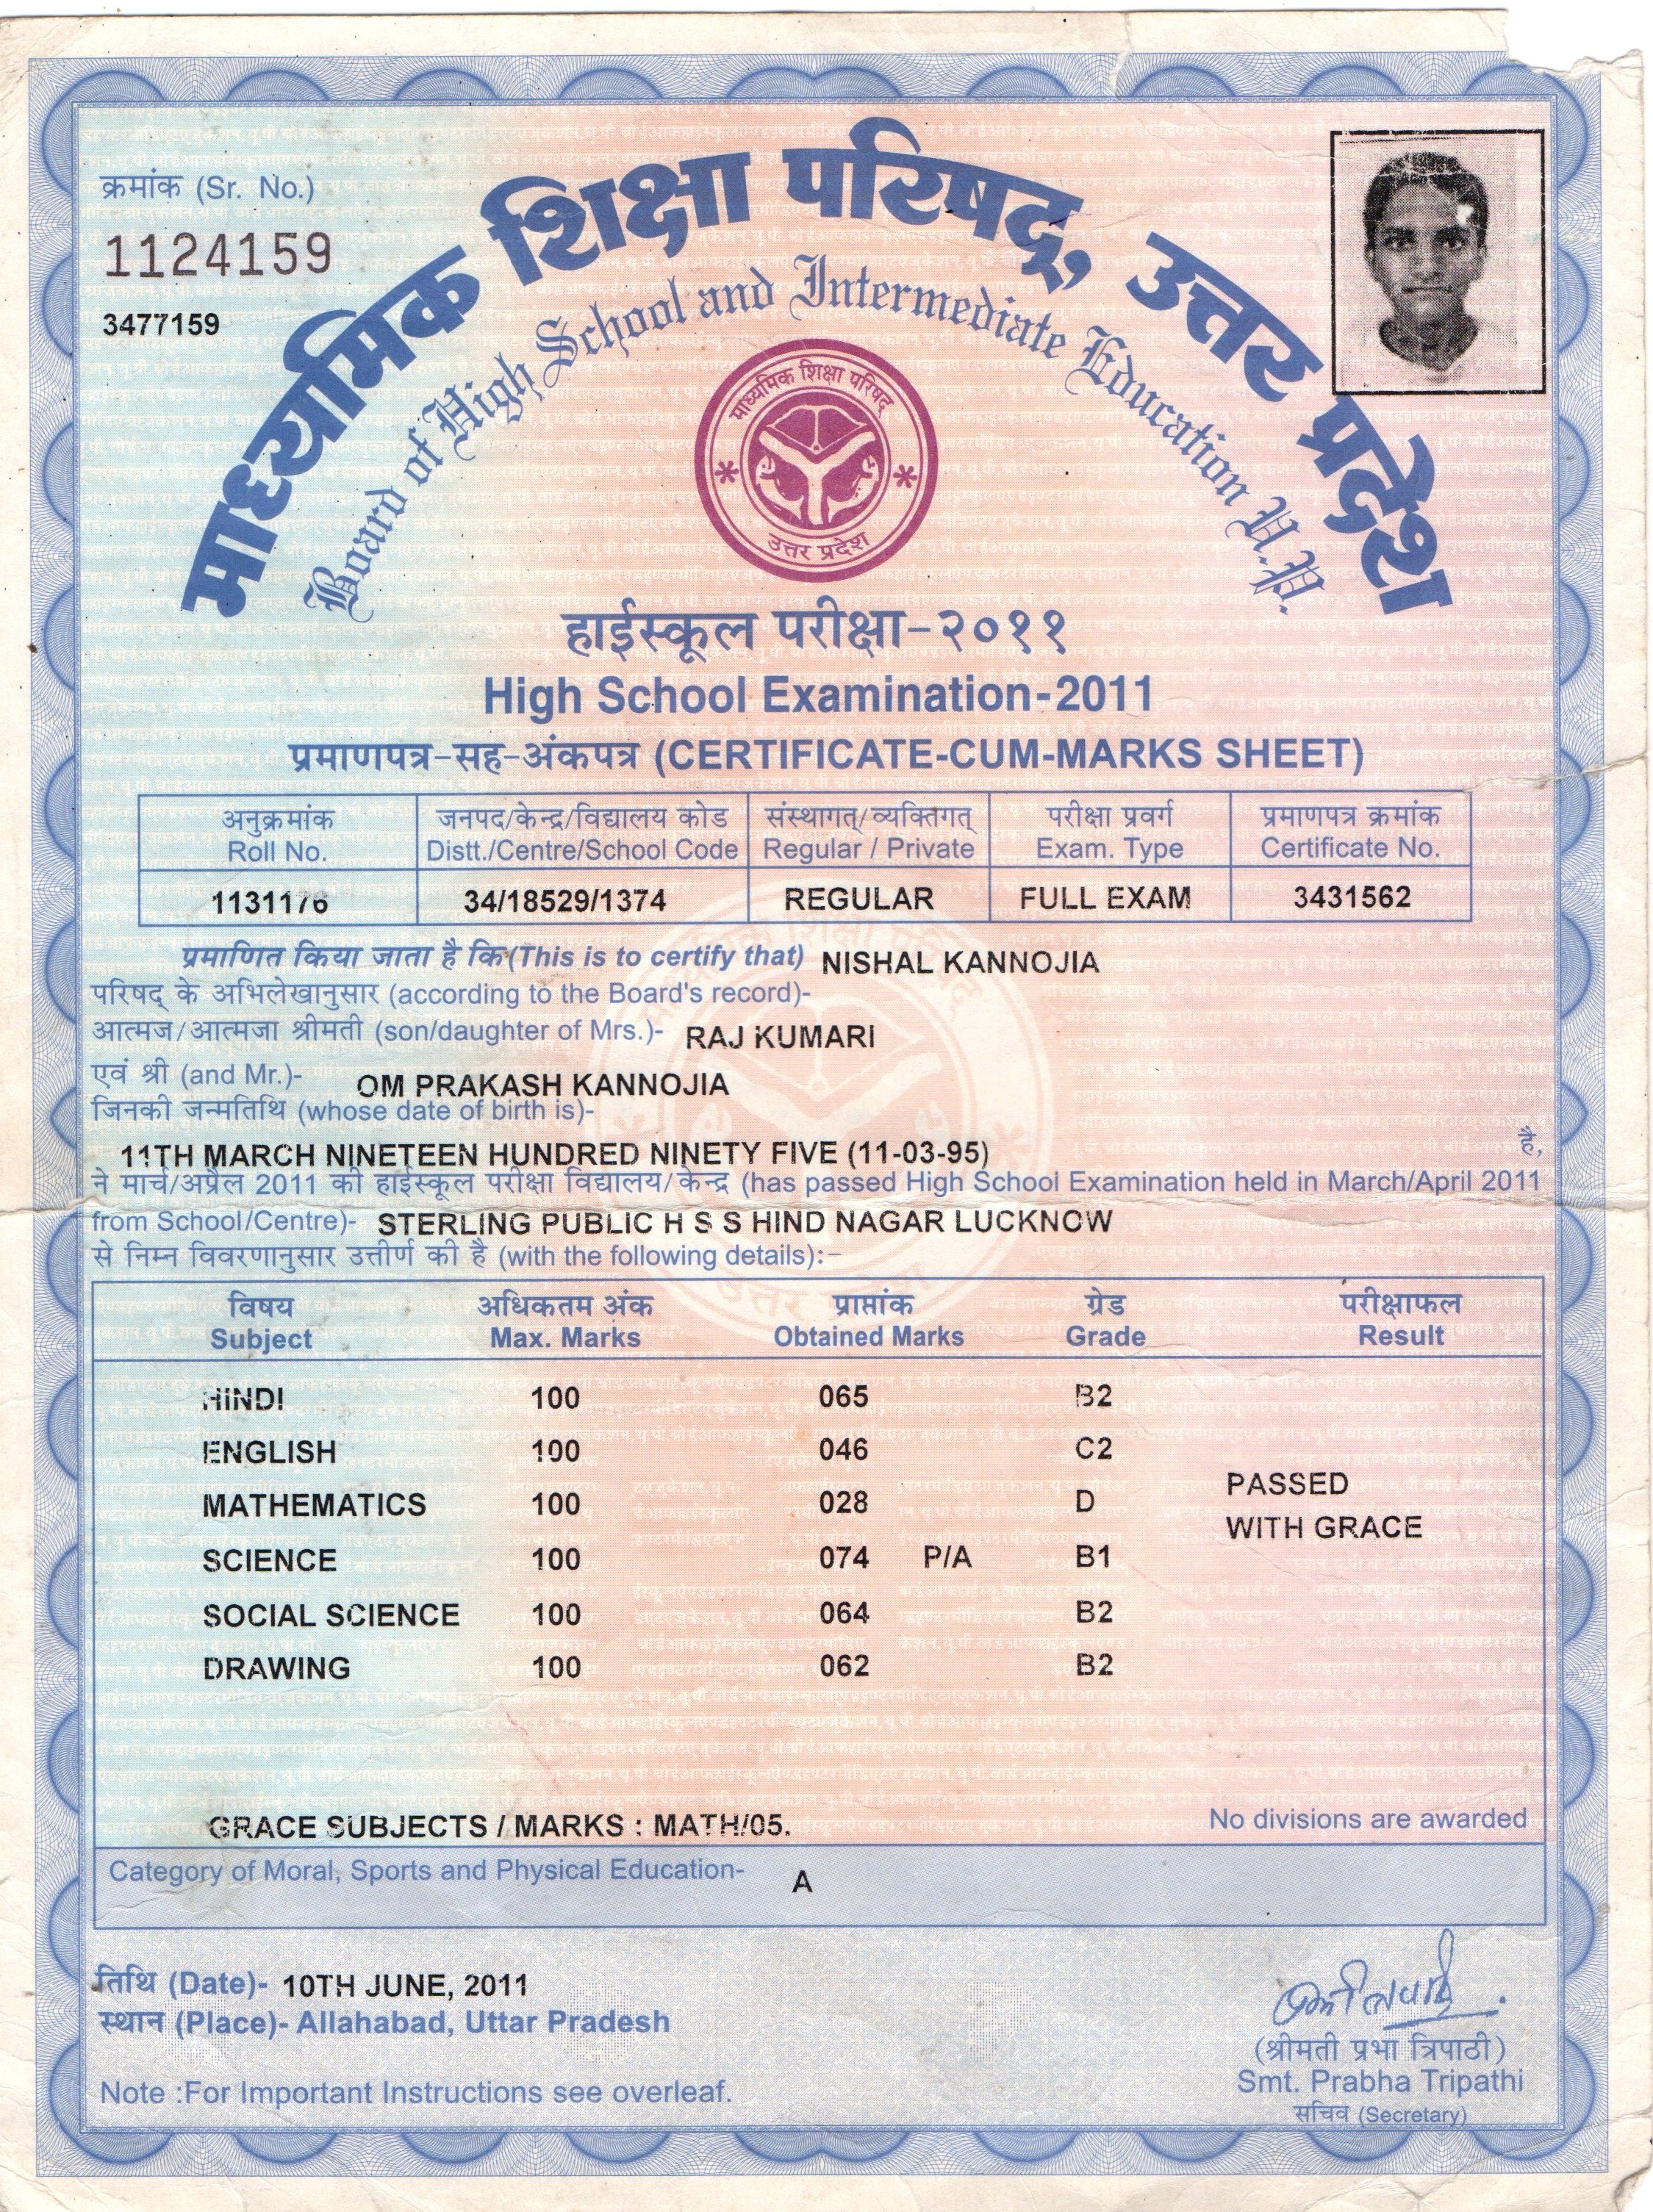 क्रमांक (Sr. No.)
1124159
3477159
माध्यमिक शिक्षा परिषद्, उत्तर प्रदेश
Board of High School and Intermediate Education U.P.
माध्यमिक शिक्षा परिषद्
उत्तर प्रदेश
हाईस्कूल परीक्षा-२०११
High School Examination-2011
प्रमाणपत्र-सह-अंकपत्र (CERTIFICATE-CUM-MARKS SHEET)
अनुक्रमांक जनपद/केन्द्र/विद्यालय कोड संस्थागत्/व्यक्तिगत् परीक्षा प्रवर्ग प्रमाणपत्र क्रमांक
Roll No. Distt./Centre/School Code Regular / Private Exam. Type Certificate No.
1131176 34/18529/1374 REGULAR FULL EXAM 3431562
प्रमाणित किया जाता है कि (This is to certify that) NISHAL KANNOJIA
परिषद् के अभिलेखानुसार (according to the Board's record)-
आत्मज/आत्मजा श्रीमती (son/daughter of Mrs.)- RAJ KUMARI
एवं श्री (and Mr.)- OM PRAKASH KANNOJIA
जिनकी जन्मतिथि (whose date of birth is)-
11TH MARCH NINETEEN HUNDRED NINETY FIVE (11-03-95) है,
ने मार्च/अप्रैल 2011 की हाईस्कूल परीक्षा विद्यालय/केन्द्र (has passed High School Examination held in March/April 2011
from School/Centre)- STERLING PUBLIC H S S HIND NAGAR LUCKNOW
से निम्न विवरणानुसार उत्तीर्ण की है (with the following details):-
विषय अधिकतम अंक प्राप्तांक ग्रेड परीक्षाफल
Subject Max. Marks Obtained Marks Grade Result
HINDI 100 065 B2
ENGLISH 100 046 C2
MATHEMATICS 100 028 D PASSED
WITH GRACE
SCIENCE 100 074 P/A B1
SOCIAL SCIENCE 100 064 B2
DRAWING 100 062 B2
GRACE SUBJECTS / MARKS : MATH/05.
No divisions are awarded
Category of Moral, Sports and Physical Education- A
तिथि (Date)- 10TH JUNE, 2011
स्थान (Place)- Allahabad, Uttar Pradesh
(श्रीमती प्रभा त्रिपाठी)
Smt. Prabha Tripathi
सचिव (Secretary)
Note :For Important Instructions see overleaf.